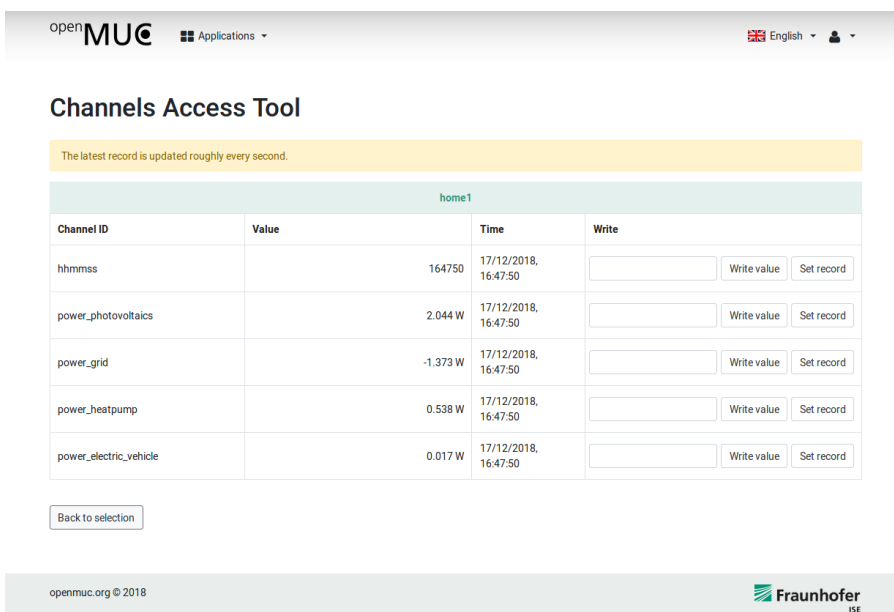 openMUC Applications English
Channels Access Tool
The latest record is updated roughly every second.
home1
Channel ID Value Time Write
hhmmss 164750 17/12/2018, 16:47:50 Write value Set record
power_photovoltaics 2.044 W 17/12/2018, 16:47:50 Write value Set record
power_grid -1.373 W 17/12/2018, 16:47:50 Write value Set record
power_heatpump 0.538 W 17/12/2018, 16:47:50 Write value Set record
power_electric_vehicle 0.017 W 17/12/2018, 16:47:50 Write value Set record
Back to selection
openmuc.org © 2018 Fraunhofer
ISE